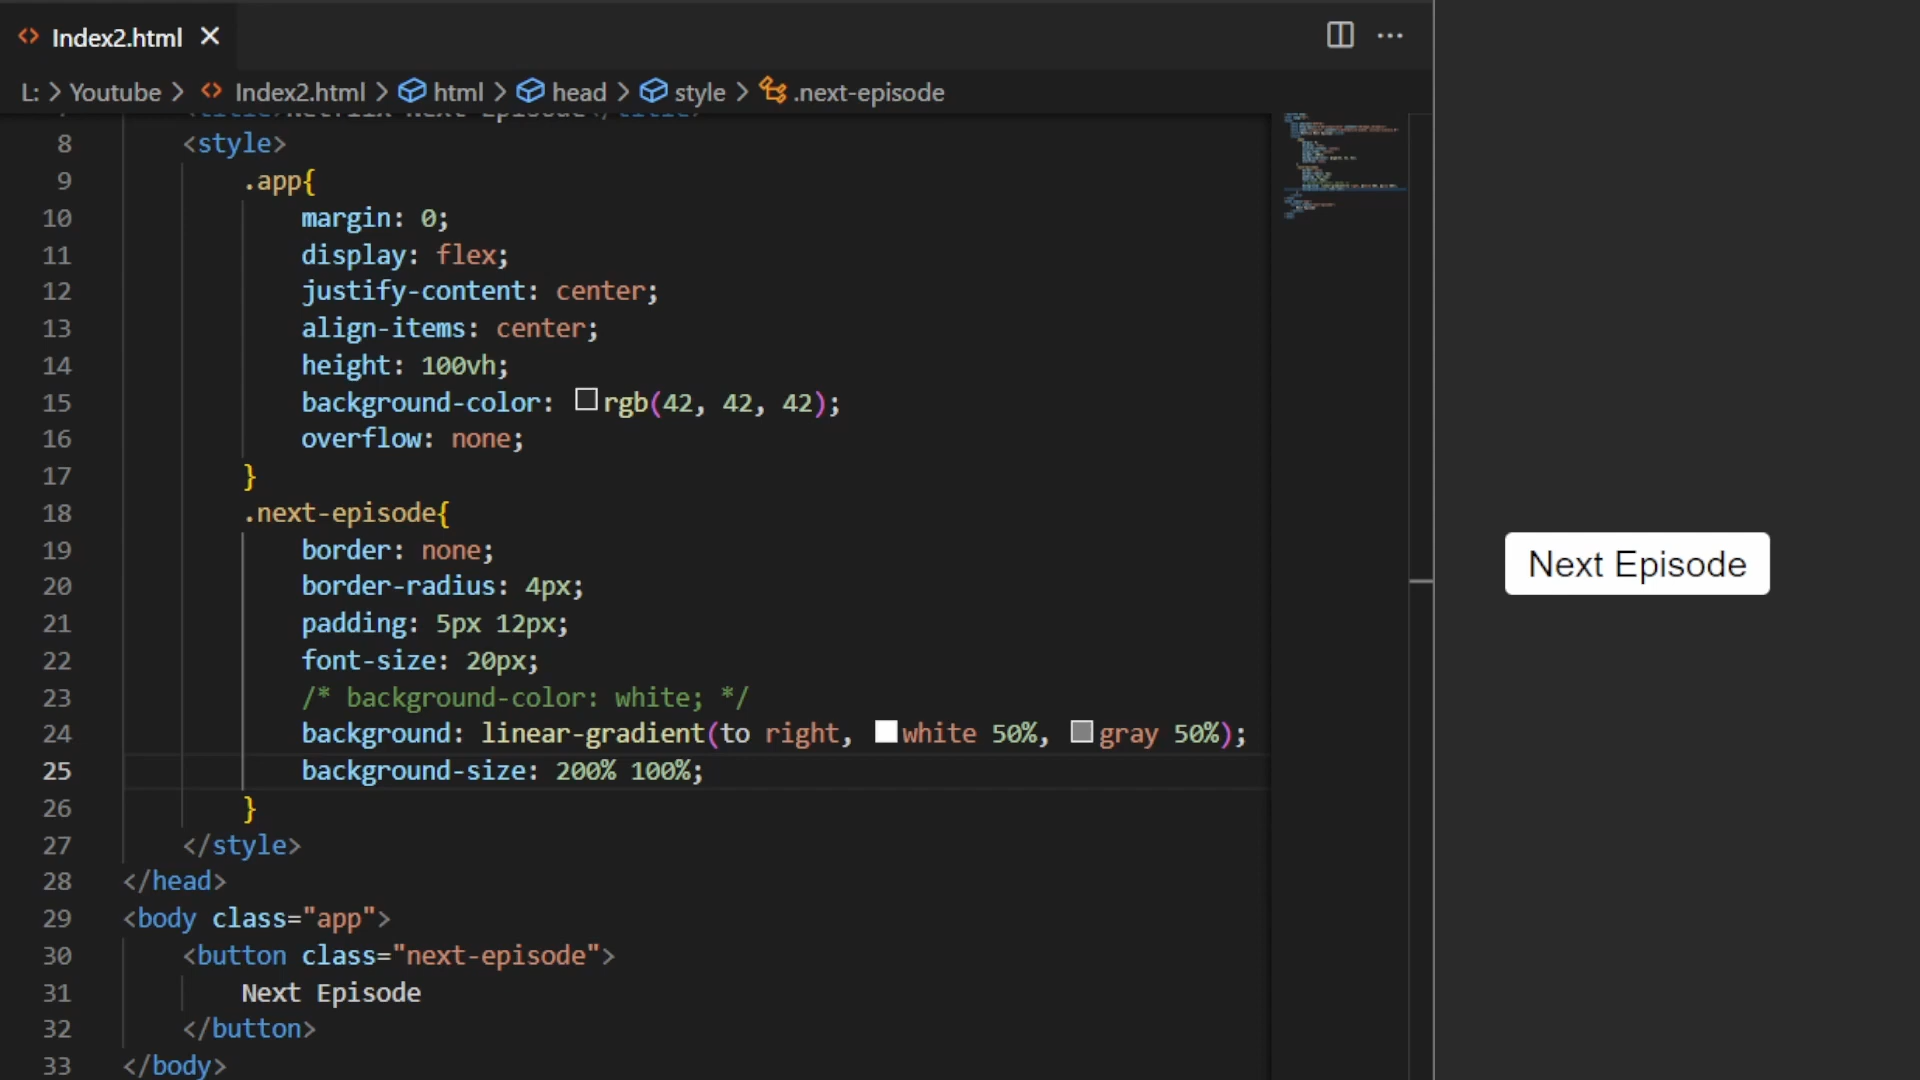 Index2.html
L: > Youtube > Index2.html > html > head > style > .next-episode
<title>Netflix Next Episode</title>
8 <style>
9 .app{
10 margin: 0;
11 display: flex;
12 justify-content: center;
13 align-items: center;
14 height: 100vh;
15 background-color: rgb(42, 42, 42);
16 overflow: none;
17 }
18 .next-episode{
19 border: none;
20 border-radius: 4px;
21 padding: 5px 12px;
22 font-size: 20px;
23 /* background-color: white; */
24 background: linear-gradient(to right, white 50%, gray 50%);
25 background-size: 200% 100%;
26 }
27 </style>
28 </head>
29 <body class="app">
30 <button class="next-episode">
31 Next Episode
32 </button>
33 </body>
Next Episode